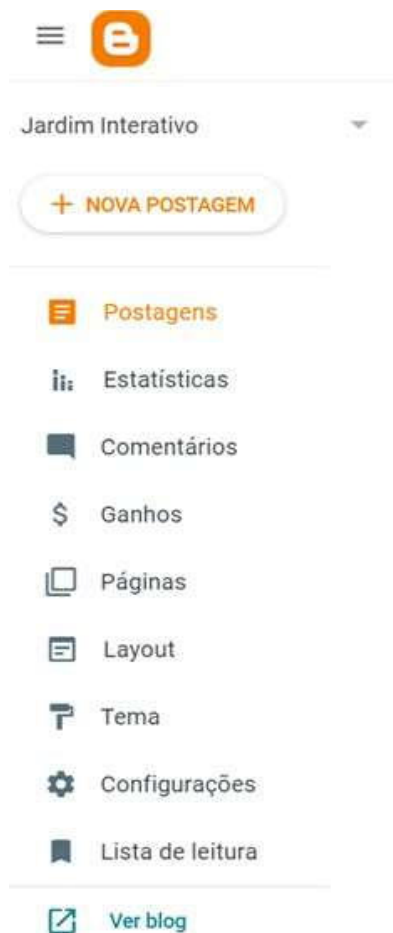 Jardim Interativo
+ NOVA POSTAGEM
Postagens
Estatísticas
Comentários
$ Ganhos
Páginas
Layout
Tema
Configurações
Lista de leitura
Ver blog